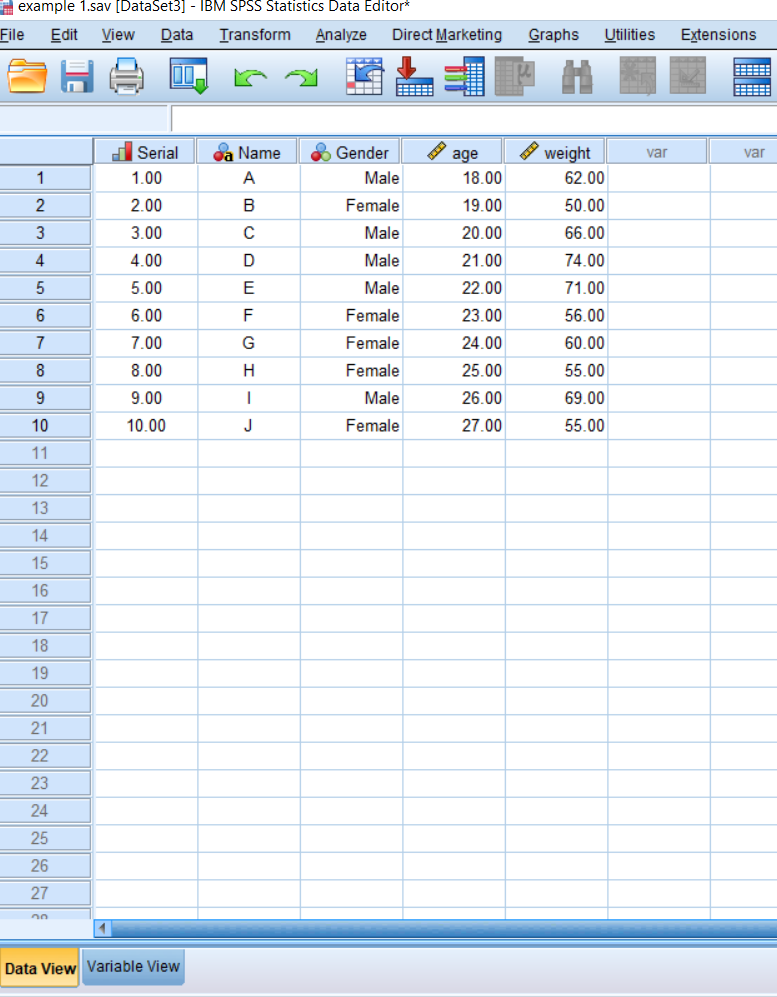 example 1.sav [DataSet3] - IBM SPSS Statistics Data Editor*
File Edit View Data Transform Analyze Direct Marketing Graphs Utilities Extensions
Serial Name Gender age weight var var
1 1.00 A Male 18.00 62.00
2 2.00 B Female 19.00 50.00
3 3.00 C Male 20.00 66.00
4 4.00 D Male 21.00 74.00
5 5.00 E Male 22.00 71.00
6 6.00 F Female 23.00 56.00
7 7.00 G Female 24.00 60.00
8 8.00 H Female 25.00 55.00
9 9.00 I Male 26.00 69.00
10 10.00 J Female 27.00 55.00
11
12
13
14
15
16
17
18
19
20
21
22
23
24
25
26
27
28
Data View Variable View